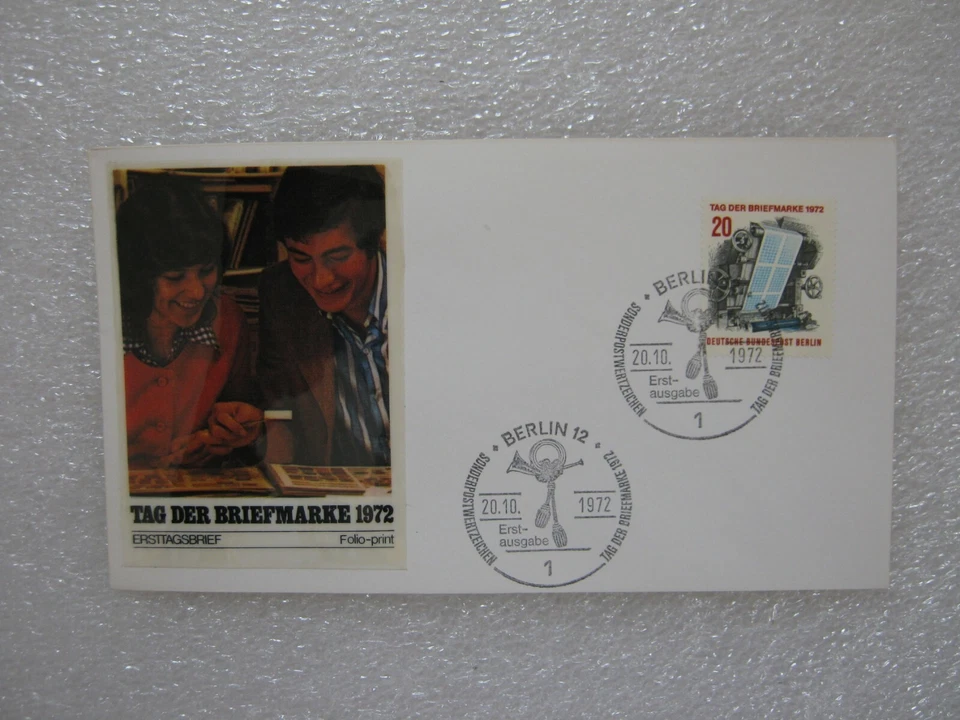 TAG DER BRIEFMARKE 1972
ERSTTAGSBRIEF Folio-print
TAG DER BRIEFMARKE 1972
20
DEUTSCHE BUNDESPOST BERLIN
BERLIN 12
SONDERPOSTWERTZEICHEN
20.10. 1972
Erst-
ausgabe
TAG DER BRIEFMARKE 1972
1
BERLIN 12
SONDERPOSTWERTZEICHEN
20.10. 1972
Erst-
ausgabe
TAG DER BRIEFMARKE 1972
1